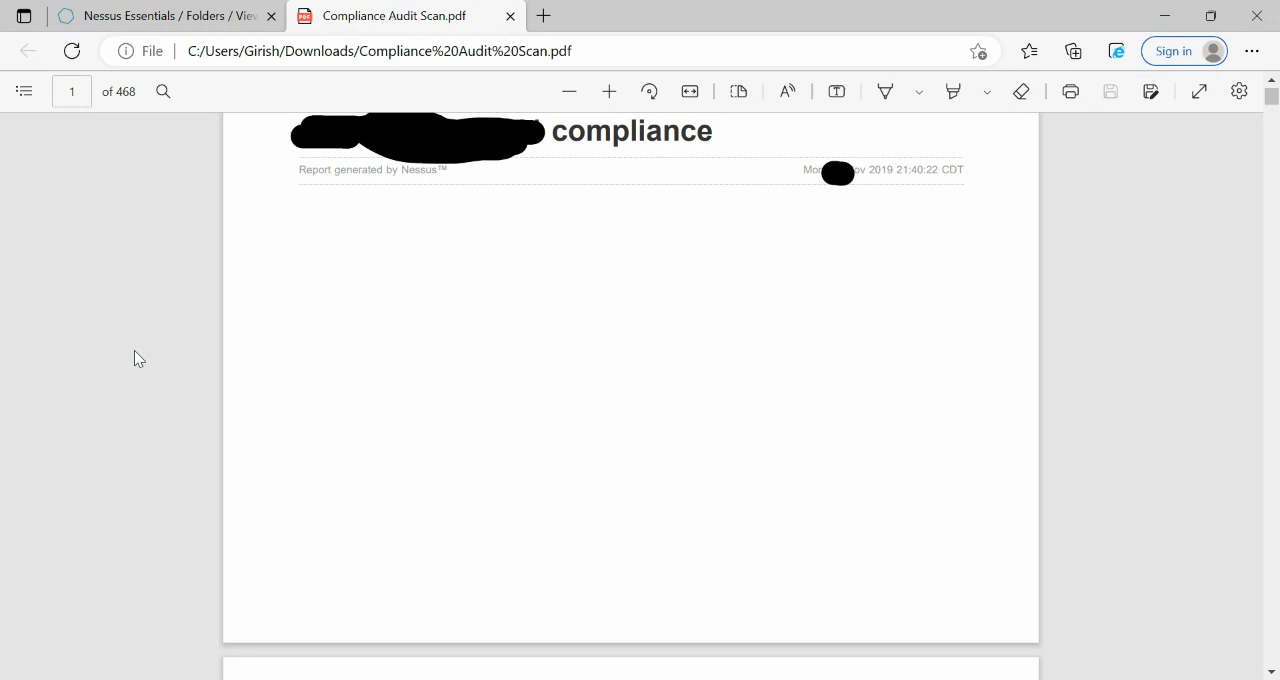 Nessus Essentials / Folders / View
Compliance Audit Scan.pdf
File
C:/Users/Girish/Downloads/Compliance%20Audit%20Scan.pdf
Sign in
1
of 468
compliance
Report generated by Nessus™
2019 21:40:22 CDT